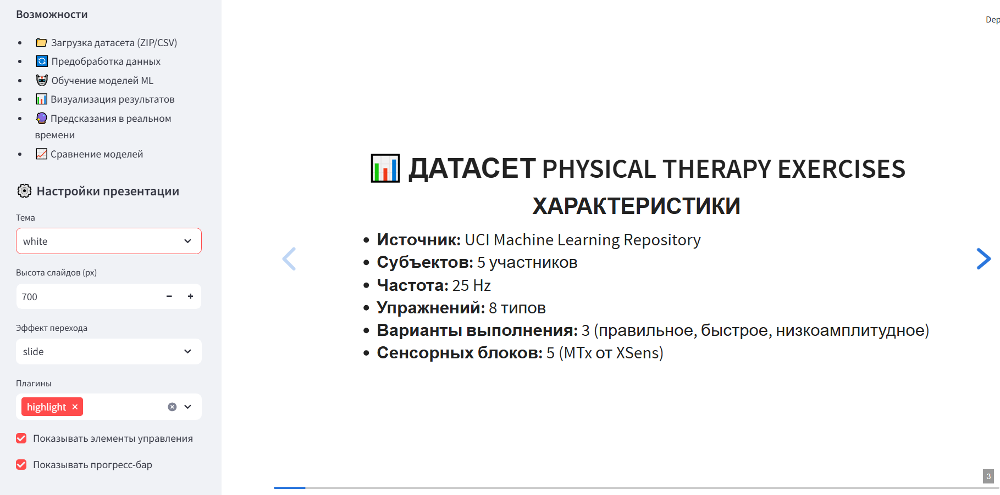 Возможности
Загрузка датасета (ZIP/CSV)
Предобработка данных
Обучение моделей ML
Визуализация результатов
Предсказания в реальном
времени
Сравнение моделей
Настройки презентации
Тема
white
Высота слайдов (px)
700
Эффект перехода
slide
Плагины
highlight
Показывать элементы управления
Показывать прогресс-бар
Dep
ДАТАСЕТ PHYSICAL THERAPY EXERCISES
ХАРАКТЕРИСТИКИ
Источник: UCI Machine Learning Repository
Субъектов: 5 участников
Частота: 25 Hz
Упражнений: 8 типов
Варианты выполнения: 3 (правильное, быстрое, низкоамплитудное)
Сенсорных блоков: 5 (MTx от XSens)
3